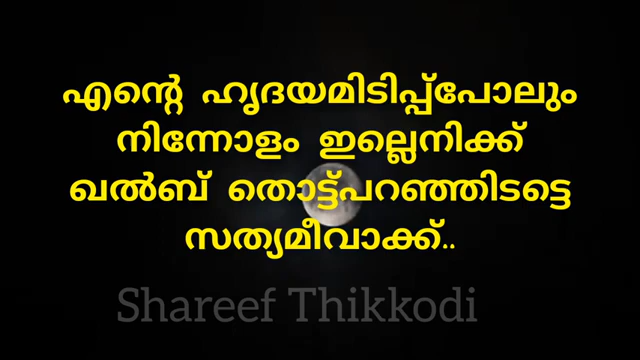 എന്റെ ഹൃദയമിടിപ്പ്പോലും
നിന്നോളം ഇല്ലെനിക്ക്
ഖൽബ് തൊട്ട്പറഞ്ഞിടട്ടെ
സത്യമീവാക്ക്..
Shareef Thikkodi